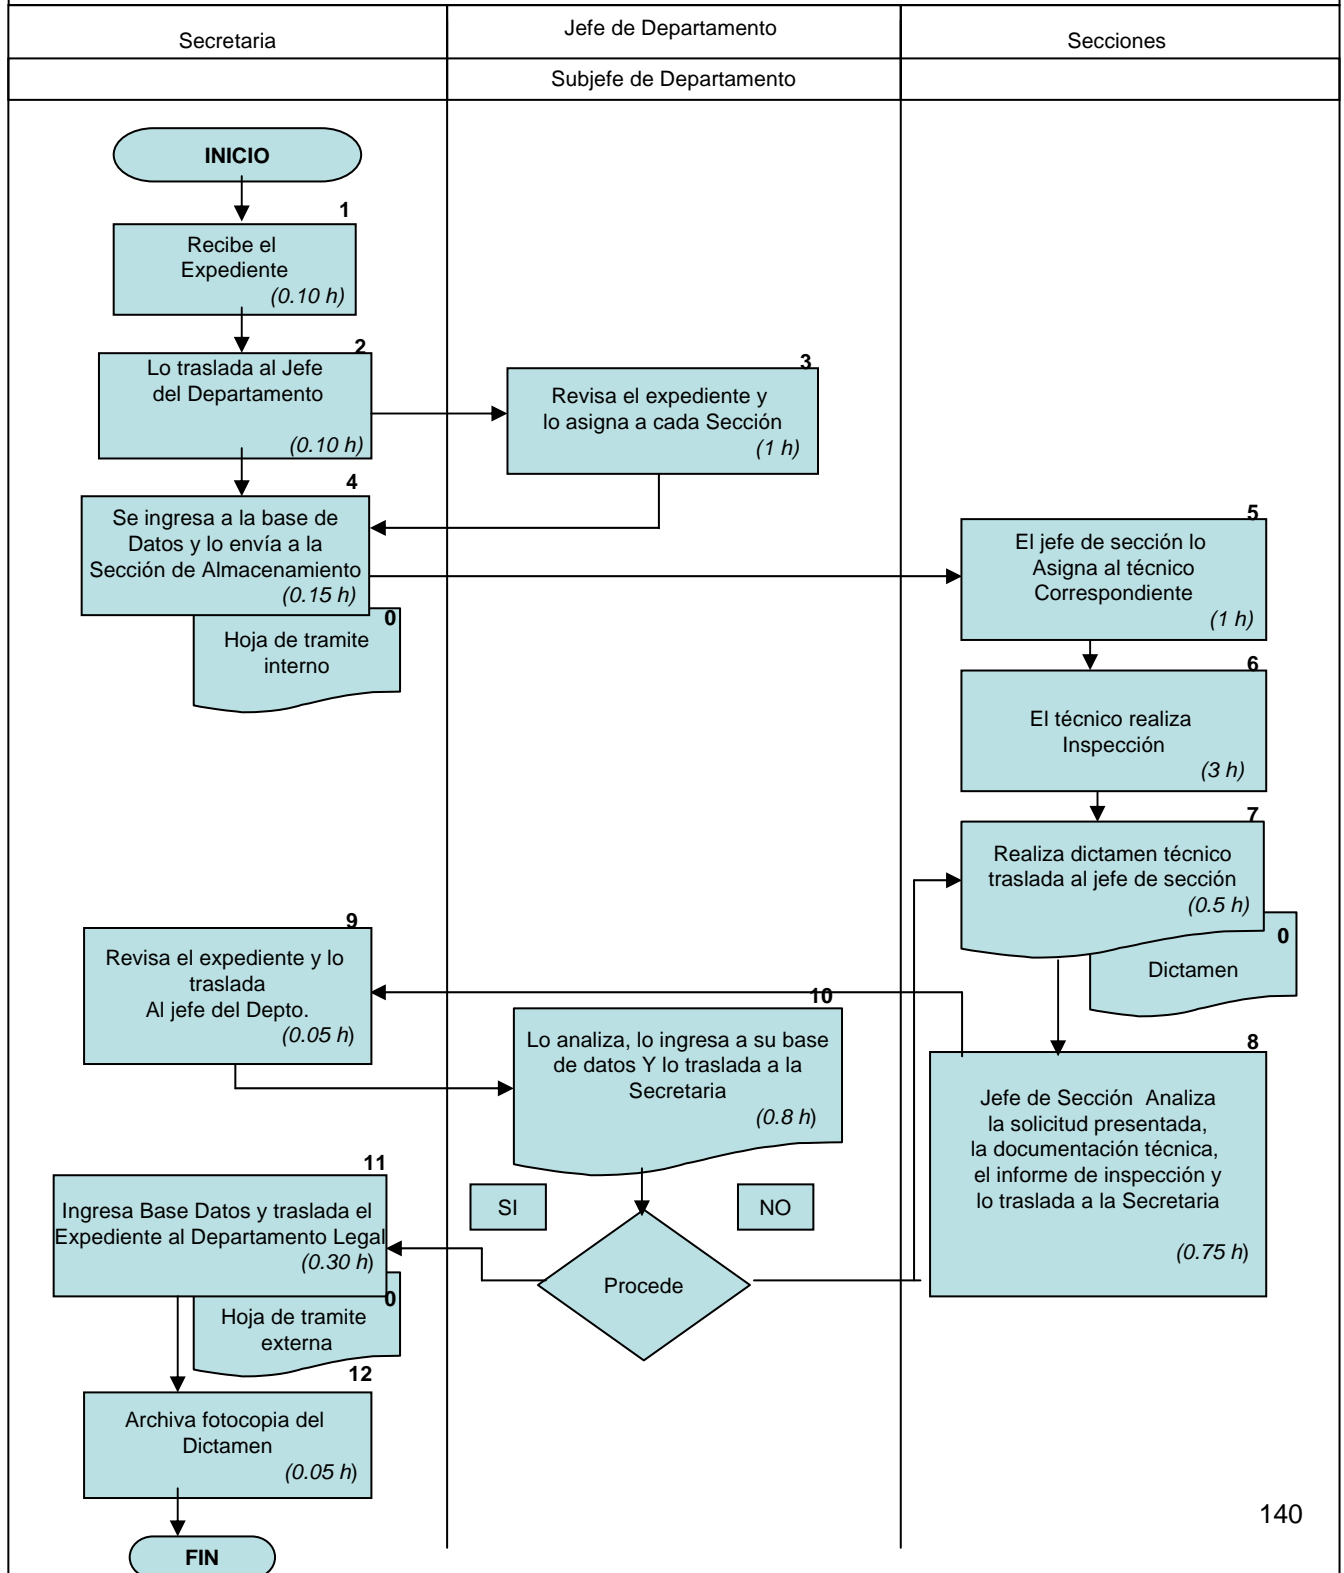 Secretaria
Jefe de Departamento
Secciones
Subjefe de Departamento
INICIO
1
Recibe el
Expediente
(0.10 h)
2
Lo traslada al Jefe
del Departamento
(0.10 h)
3
Revisa el expediente y
lo asigna a cada Sección
(1 h)
4
Se ingresa a la base de
Datos y lo envía a la
Sección de Almacenamiento
(0.15 h)
0
Hoja de tramite
interno
5
El jefe de sección lo
Asigna al técnico
Correspondiente
(1 h)
6
El técnico realiza
Inspección
(3 h)
7
Realiza dictamen técnico
traslada al jefe de sección
(0.5 h)
0
Dictamen
8
Jefe de Sección Analiza
la solicitud presentada,
la documentación técnica,
el informe de inspección y
lo traslada a la Secretaria
(0.75 h)
9
Revisa el expediente y lo
traslada
Al jefe del Depto.
(0.05 h)
10
Lo analiza, lo ingresa a su base
de datos Y lo traslada a la
Secretaria
(0.8 h)
SI
NO
Procede
11
Ingresa Base Datos y traslada el
Expediente al Departamento Legal
(0.30 h)
0
Hoja de tramite
externa
12
Archiva fotocopia del
Dictamen
(0.05 h)
FIN
140